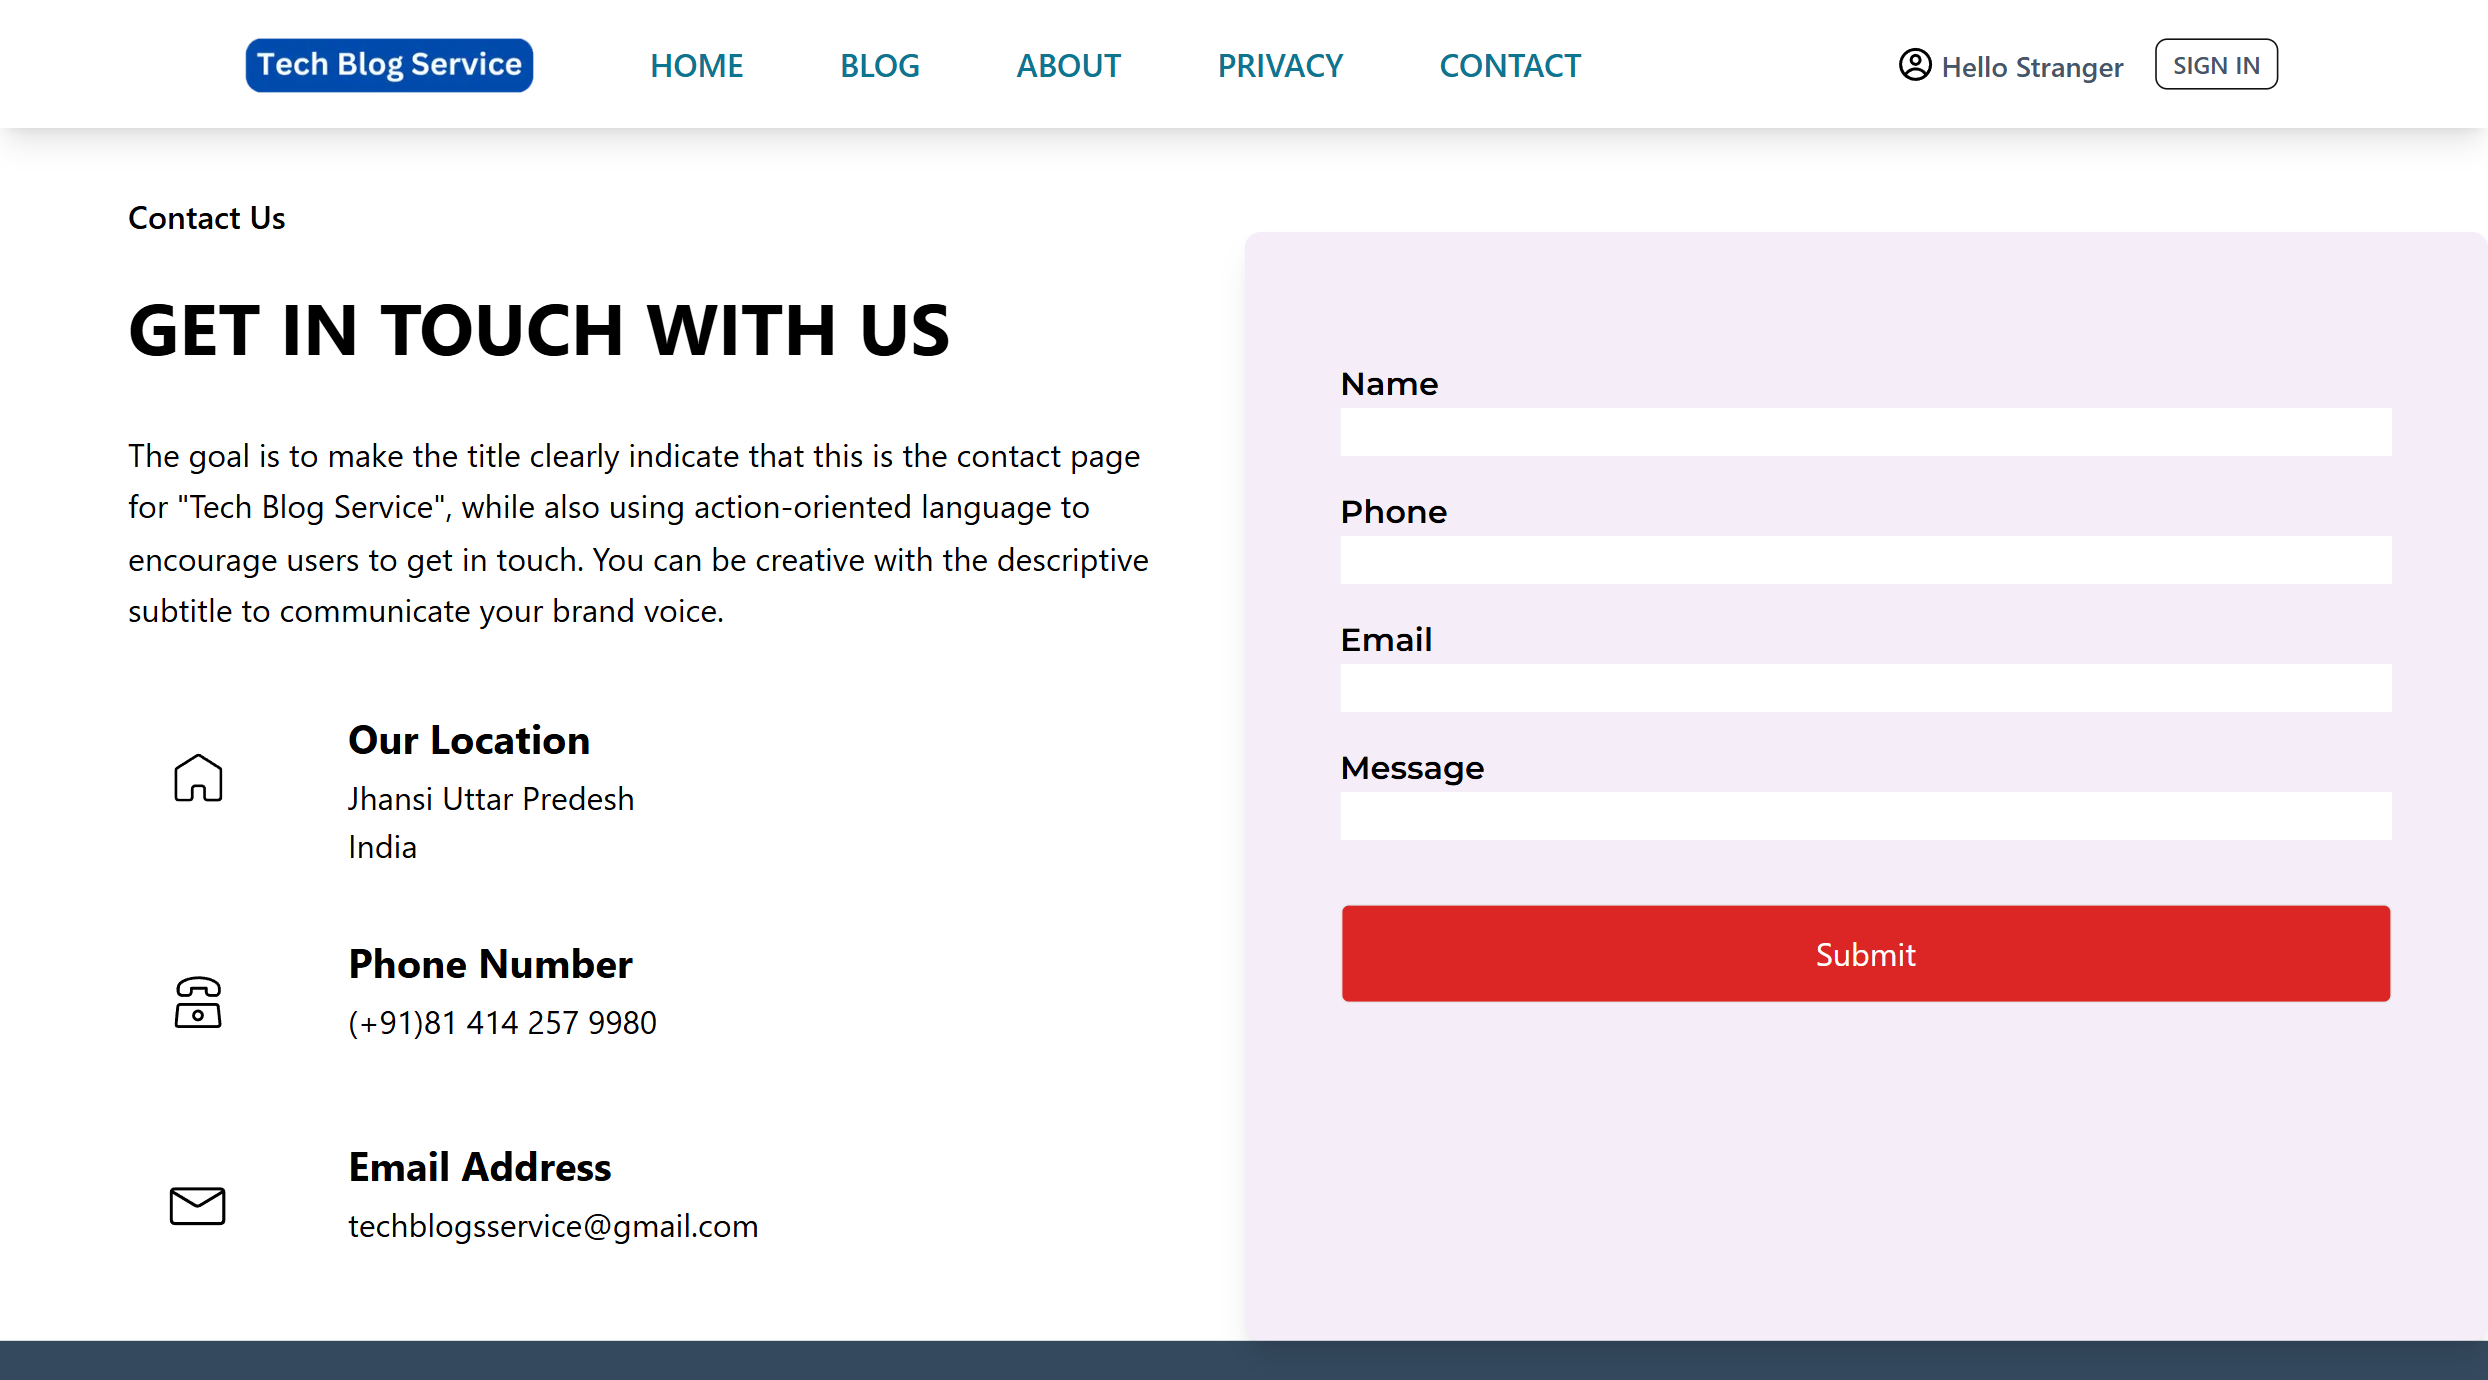 Tech Blog Service
HOME
BLOG
ABOUT
PRIVACY
CONTACT
Hello Stranger
SIGN IN
Contact Us
GET IN TOUCH WITH US
The goal is to make the title clearly indicate that this is the contact page
for "Tech Blog Service", while also using action-oriented language to
encourage users to get in touch. You can be creative with the descriptive
subtitle to communicate your brand voice.
Our Location
Jhansi Uttar Predesh
India
Phone Number
(+91)81 414 257 9980
Email Address
techblogsservice@gmail.com
Name
Phone
Email
Message
Submit